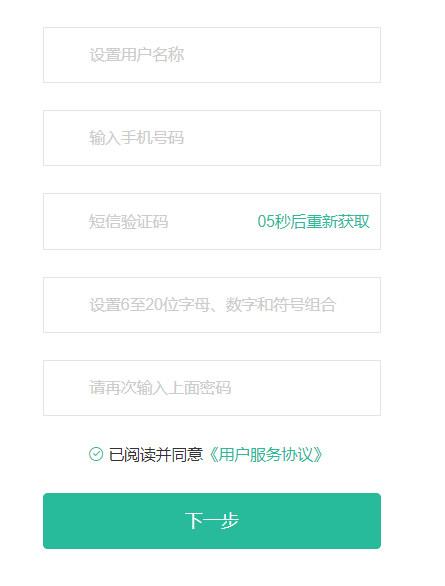 设置用户名称
输入手机号码
短信验证码 05秒后重新获取
设置6至20位字母、数字和符号组合
请再次输入上面密码
已阅读并同意《用户服务协议》
下一步